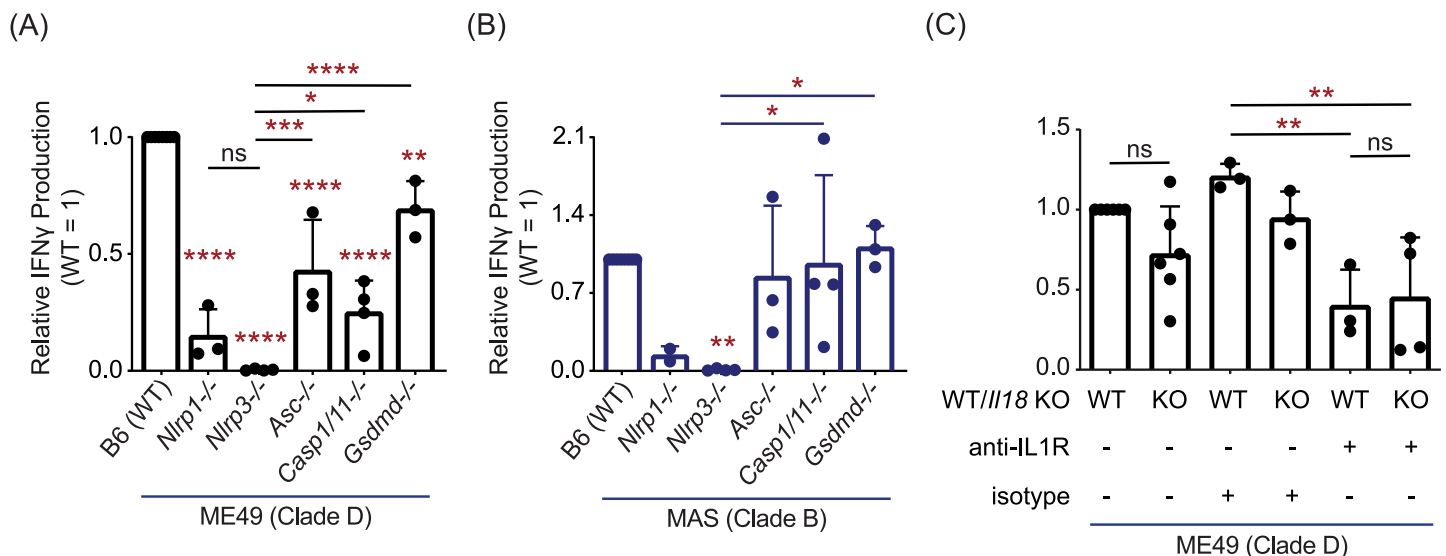 (A)
Relative IFNγ Production
(WT = 1)
1.0
0.5
0.0
****
****
ns
***
*
****
****
****
**
B6 (WT)
Nlrp1-/-
Nlrp3-/-
Asc-/-
Casp1/11-/-
Gsdmd-/-
ME49 (Clade D)
(B)
Relative IFNγ Production
(WT = 1)
2.1
1.4
0.7
0.0
**
*
*
B6 (WT)
Nlrp1-/-
Nlrp3-/-
Asc-/-
Casp1/11-/-
Gsdmd-/-
MAS (Clade B)
(C)
1.5
1.0
0.5
0.0
ns
**
**
ns
WT/Il18 KO WT KO WT KO WT KO
anti-IL1R - - - - + +
isotype - - + + - -
ME49 (Clade D)